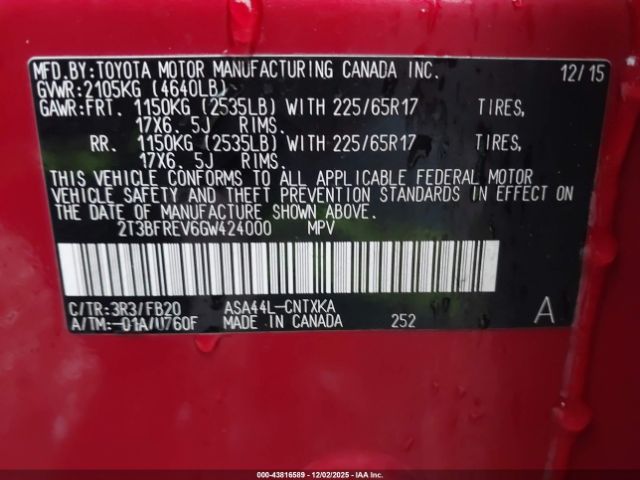 MFD.BY:TOYOTA MOTOR MANUFACTURING CANADA INC. 12/15
GVWR:2105KG (4640LB)
GAWR:FRT. 1150KG (2535LB) WITH 225/65R17 TIRES,
17X6.5J RIMS.
RR. 1150KG (2535LB) WITH 225/65R17 TIRES,
17X6.5J RIMS.
THIS VEHICLE CONFORMS TO ALL APPLICABLE FEDERAL MOTOR
VEHICLE SAFETY AND THEFT PREVENTION STANDARDS IN EFFECT ON
THE DATE OF MANUFACTURE SHOWN ABOVE.
2T3BFREV6GW424000 MPV
C/TR:3R3/FB20 ASA44L-CNTXKA
A/TM:-01A/U760F MADE IN CANADA 252 A
000-43816589 - 12/02/2025 - IAAI.COM